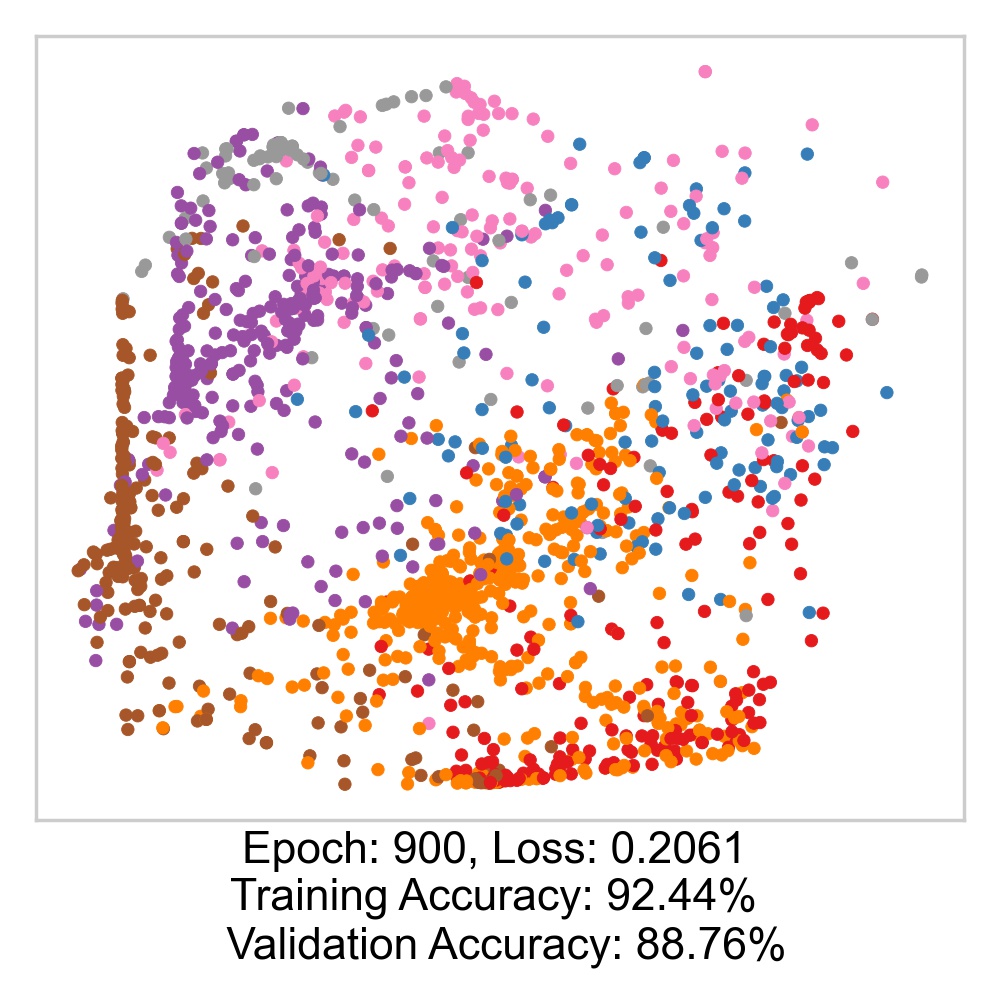 Epoch: 900, Loss: 0.2061
Training Accuracy: 92.44%
Validation Accuracy: 88.76%